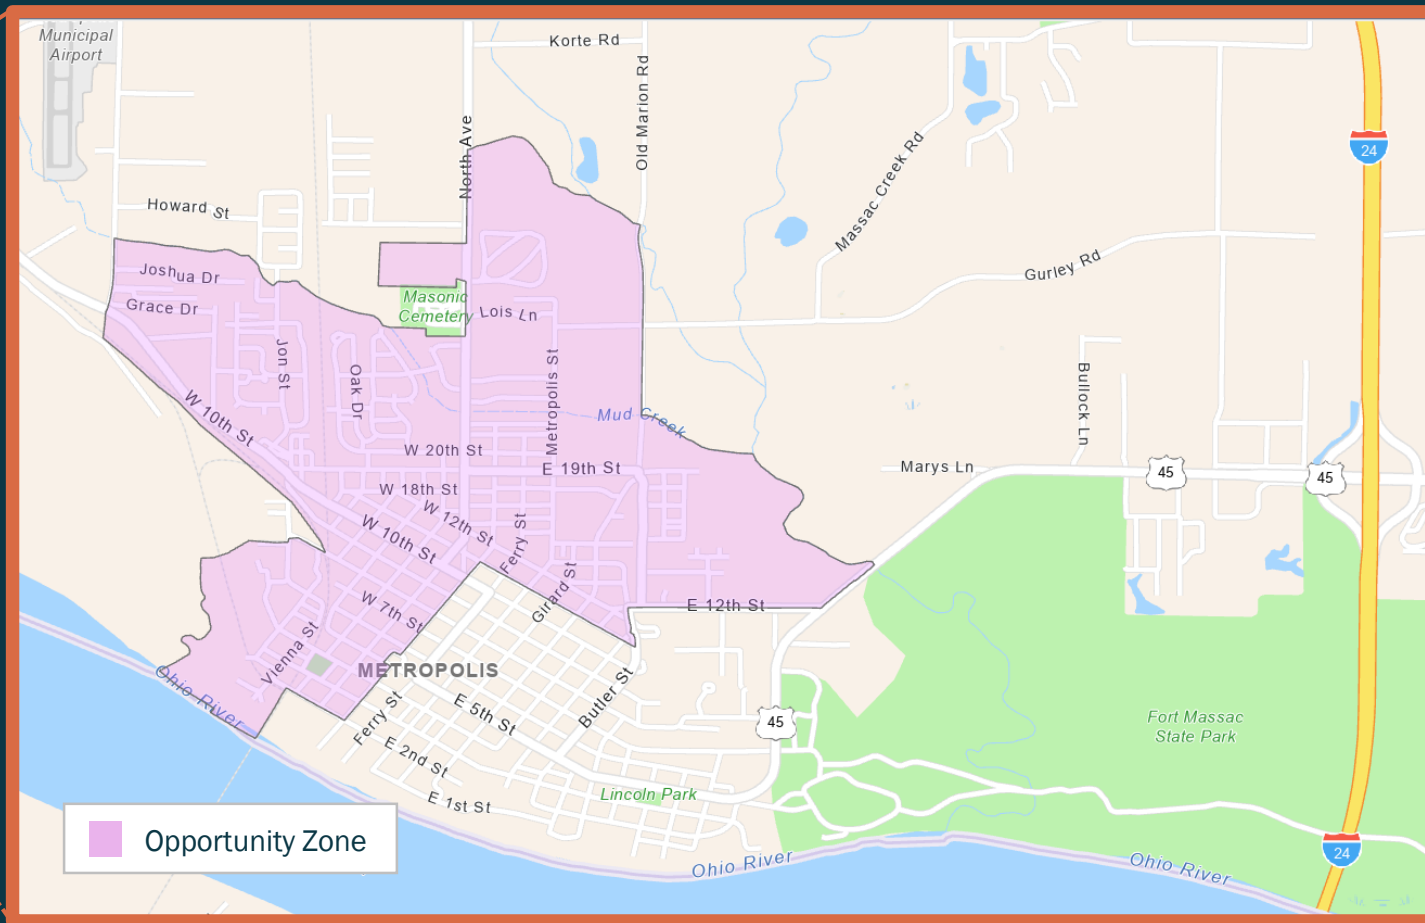 Municipal
Airport
Korte Rd
Old Marion Rd
North Ave
Massac Creek Rd
24
Howard St
Gurley Rd
Joshua Dr
Grace Dr
Masonic
Cemetery
Lois Ln
Jon St
Oak Dr
Metropolis St
Bullock Ln
W 10th St
Mud Creek
W 20th St
E 19th St
Marys Ln
45
45
W 18th St
W 12th St
W 10th St
Ferry St
Girard St
W 7th St
E 12th St
Vienna St
METROPOLIS
Ohio River
Ferry St
E 5th St
Butler St
45
Fort Massac
State Park
E 2nd St
E 1st St
Lincoln Park
Ohio River
Ohio River
24
Opportunity Zone